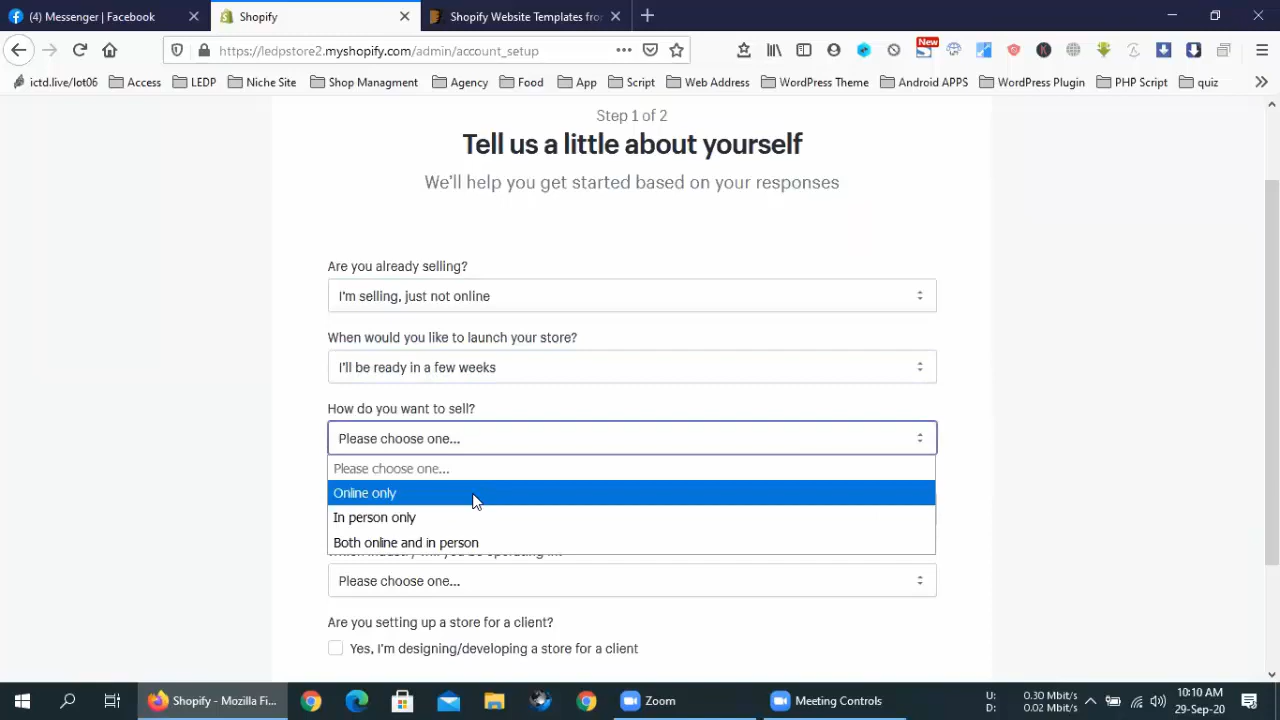 (4) Messenger | Facebook
Shopify
Shopify Website Templates from
https://ledpstore2.myshopify.com/admin/account_setup
New
ictd.live/lot06
Access
LEDP
Niche Site
Shop Managment
Agency
Food
App
Script
Web Address
WordPress Theme
Android APPS
WordPress Plugin
PHP Script
quiz
Step 1 of 2
Tell us a little about yourself
We'll help you get started based on your responses
Are you already selling?
I'm selling, just not online
When would you like to launch your store?
I'll be ready in a few weeks
How do you want to sell?
Please choose one...
Please choose one...
Online only
In person only
Both online and in person
Please choose one...
Are you setting up a store for a client?
Yes, I'm designing/developing a store for a client
Shopify - Mozilla Fi...
Zoom
Meeting Controls
U: 0.30 Mbit/s
D: 0.02 Mbit/s
10:10 AM
29-Sep-20